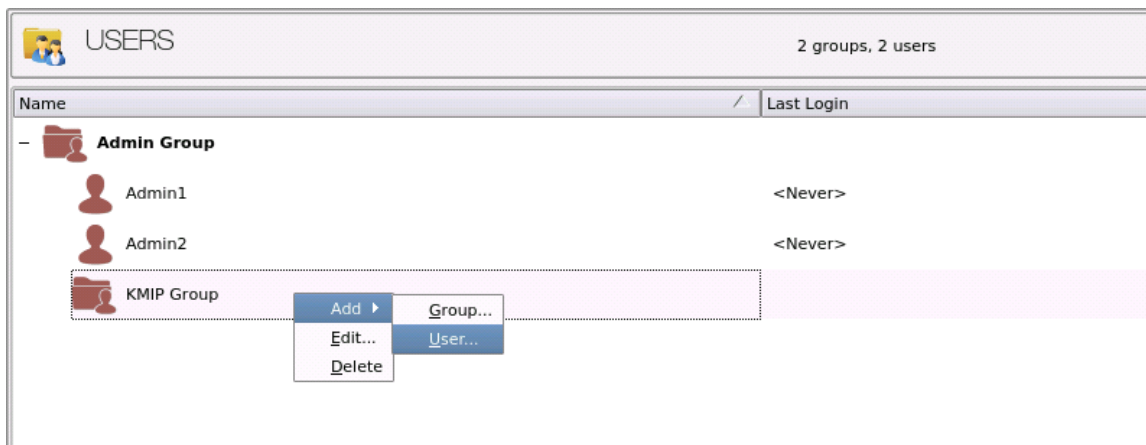 USERS
2 groups, 2 users
Name Last Login
Admin Group
Admin1 <Never>
Admin2 <Never>
KMIP Group
Add Group...
Edit... User...
Delete